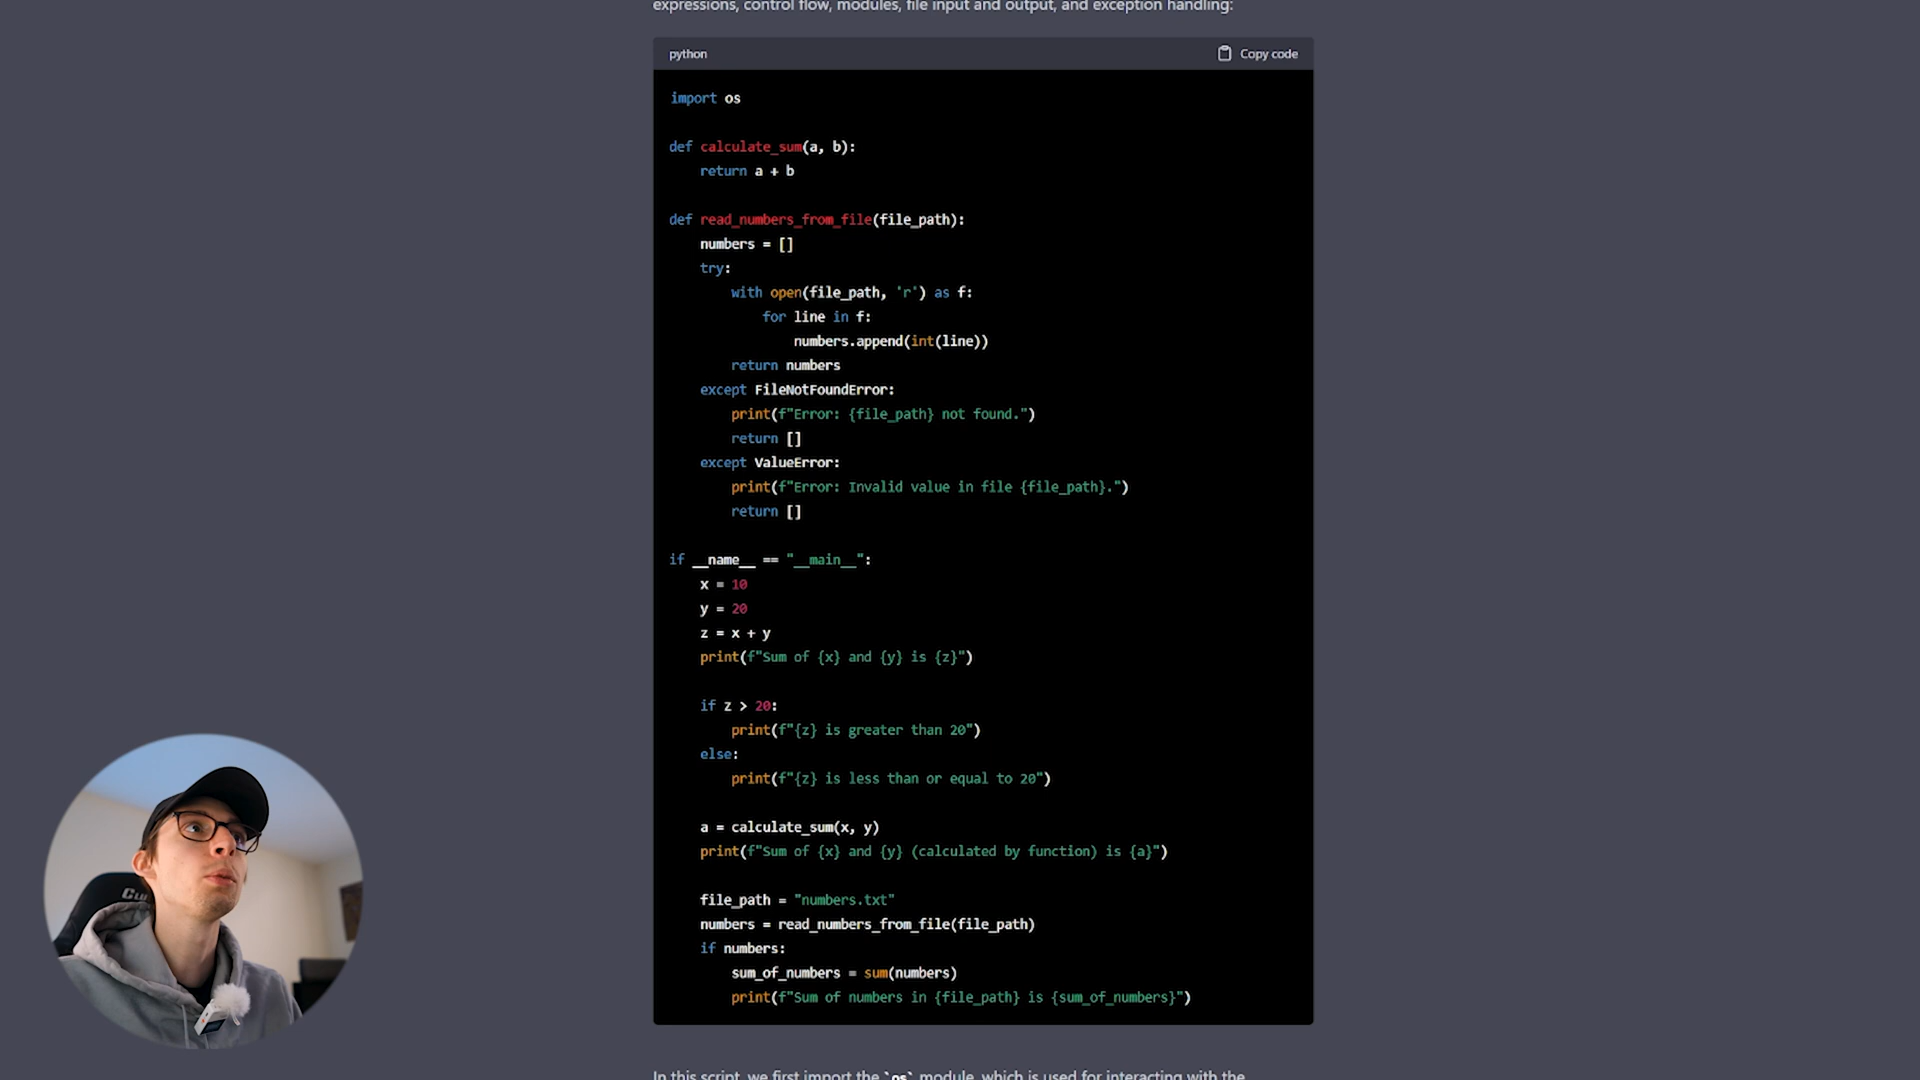 expressions, control flow, modules, file input and output, and exception handling:
python Copy code
import os
def calculate_sum(a, b):
return a + b
def read_numbers_from_file(file_path):
numbers = []
try:
with open(file_path, 'r') as f:
for line in f:
numbers.append(int(line))
return numbers
except FileNotFoundError:
print(f"Error: {file_path} not found.")
return []
except ValueError:
print(f"Error: Invalid value in file {file_path}.")
return []
if __name__ == "__main__":
x = 10
y = 20
z = x + y
print(f"Sum of {x} and {y} is {z}")
if z > 20:
print(f"{z} is greater than 20")
else:
print(f"{z} is less than or equal to 20")
a = calculate_sum(x, y)
print(f"Sum of {x} and {y} (calculated by function) is {a}")
file_path = "numbers.txt"
numbers = read_numbers_from_file(file_path)
if numbers:
sum_of_numbers = sum(numbers)
print(f"Sum of numbers in {file_path} is {sum_of_numbers}")
In this script, we first import the `os` module, which is used for interacting with the